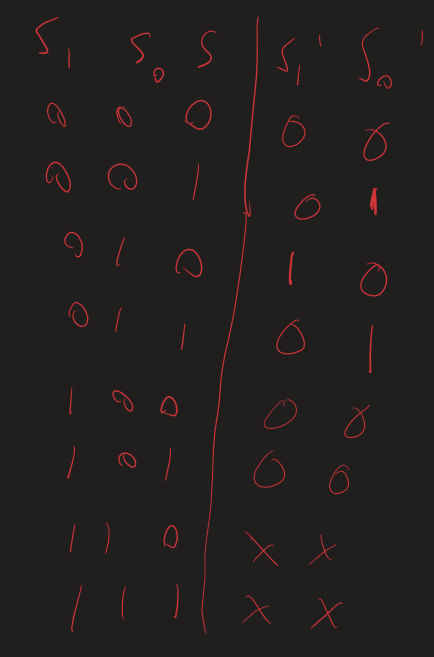 S₁ S₀ S | S₁' S₀'
0 0 0 | 0 0
0 0 1 | 0 1
0 1 0 | 1 0
0 1 1 | 0 1
1 0 0 | 0 0
1 0 1 | 0 0
1 1 0 | x x
1 1 1 | x x